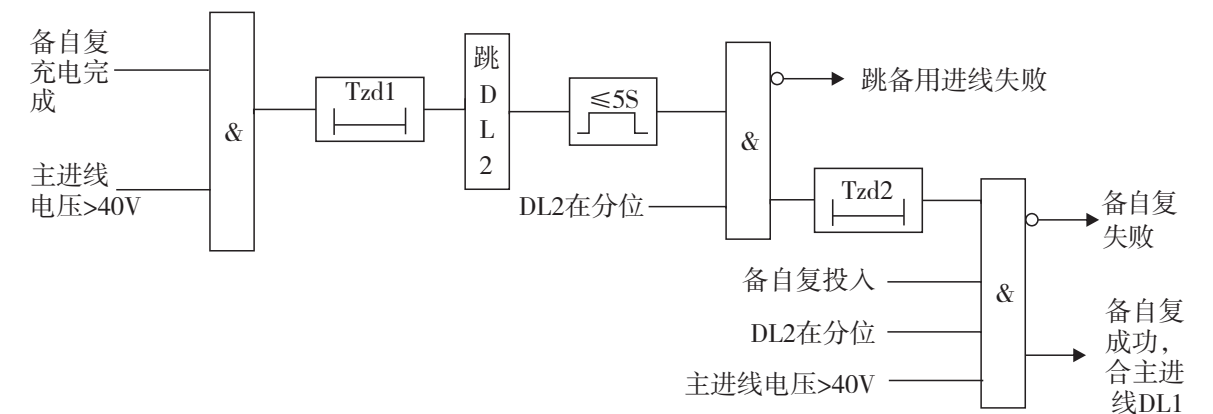 备自复
充电完
成
主进线
电压>40V
&
Tzd1
跳
D
L
2
≤5S
DL2在分位
&
跳备用进线失败
Tzd2
备自复投入
DL2在分位
主进线电压>40V
&
备自复
失败
备自复
成功，
合主进
线DL1